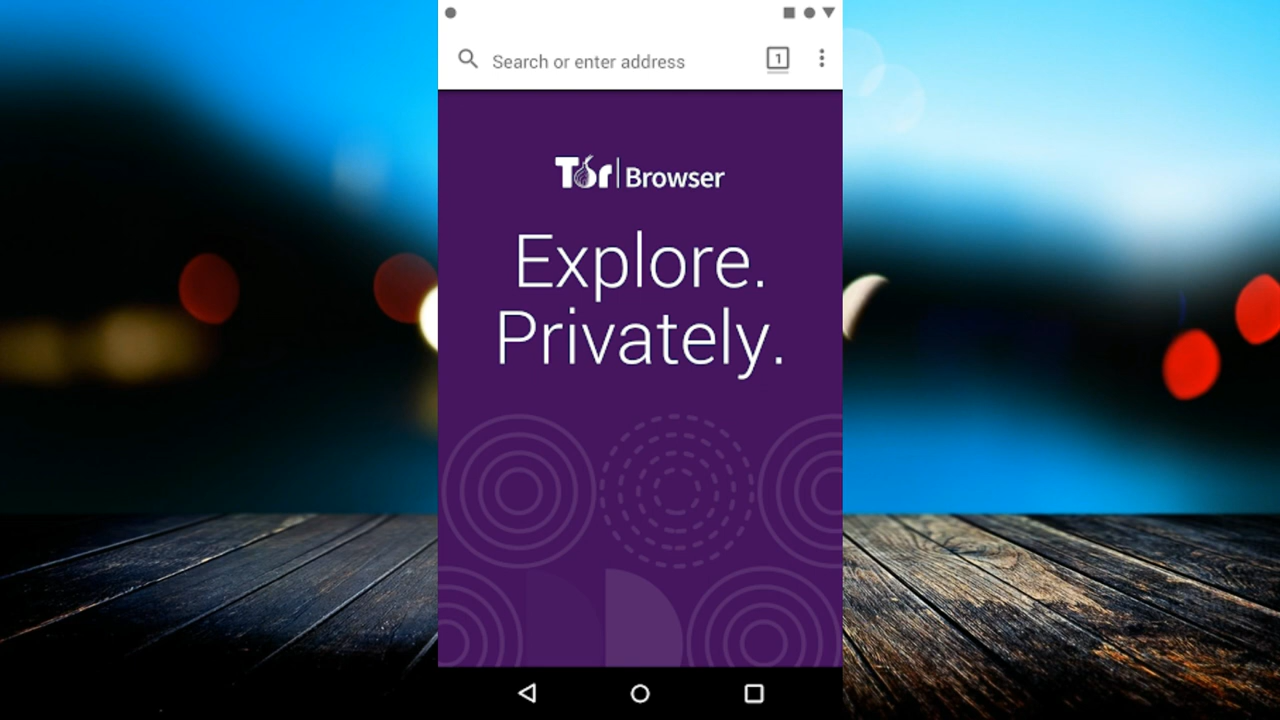 Search or enter address
1
Tor Browser
Explore.
Privately.